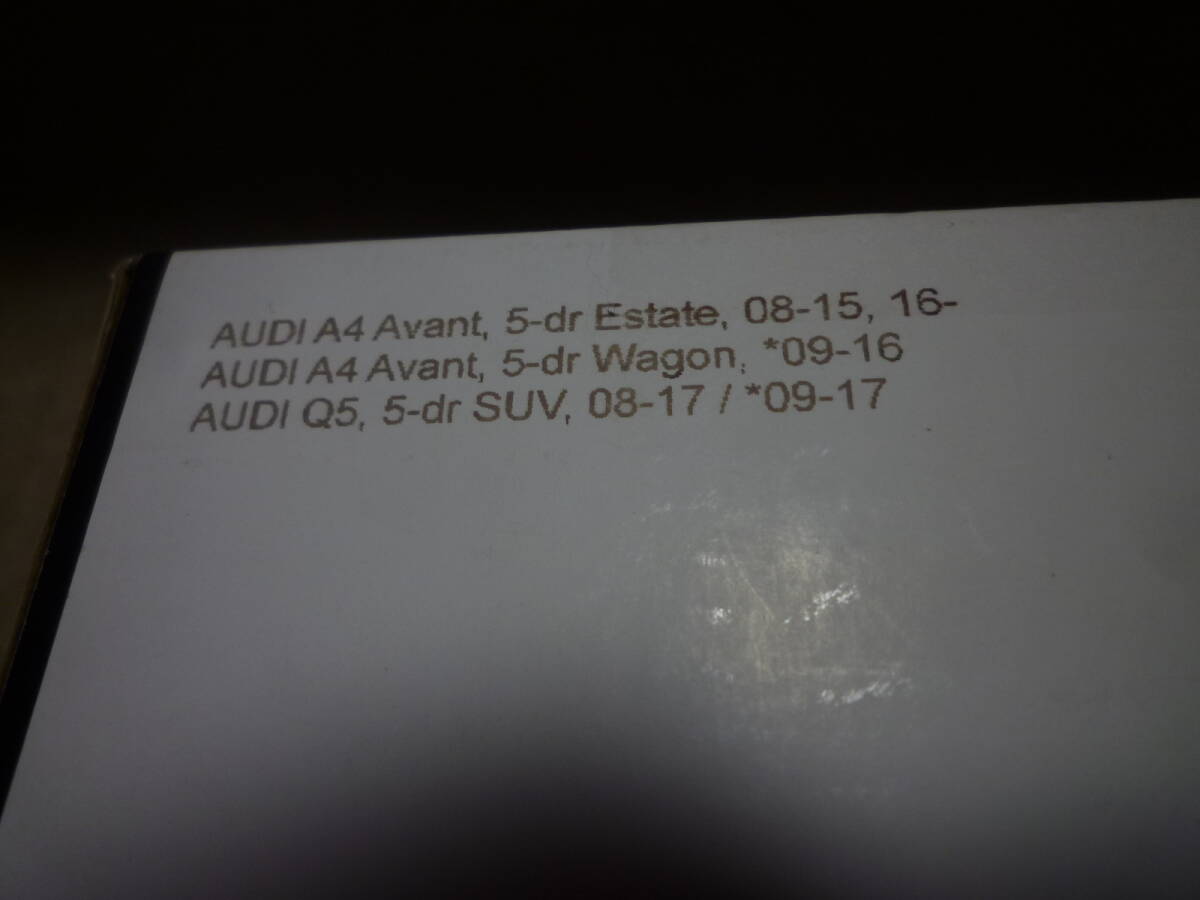 AUDI A4 Avant, 5-dr Estate, 08-15, 16-
AUDI A4 Avant, 5-dr Wagon, *09-16
AUDI Q5, 5-dr SUV, 08-17 / *09-17